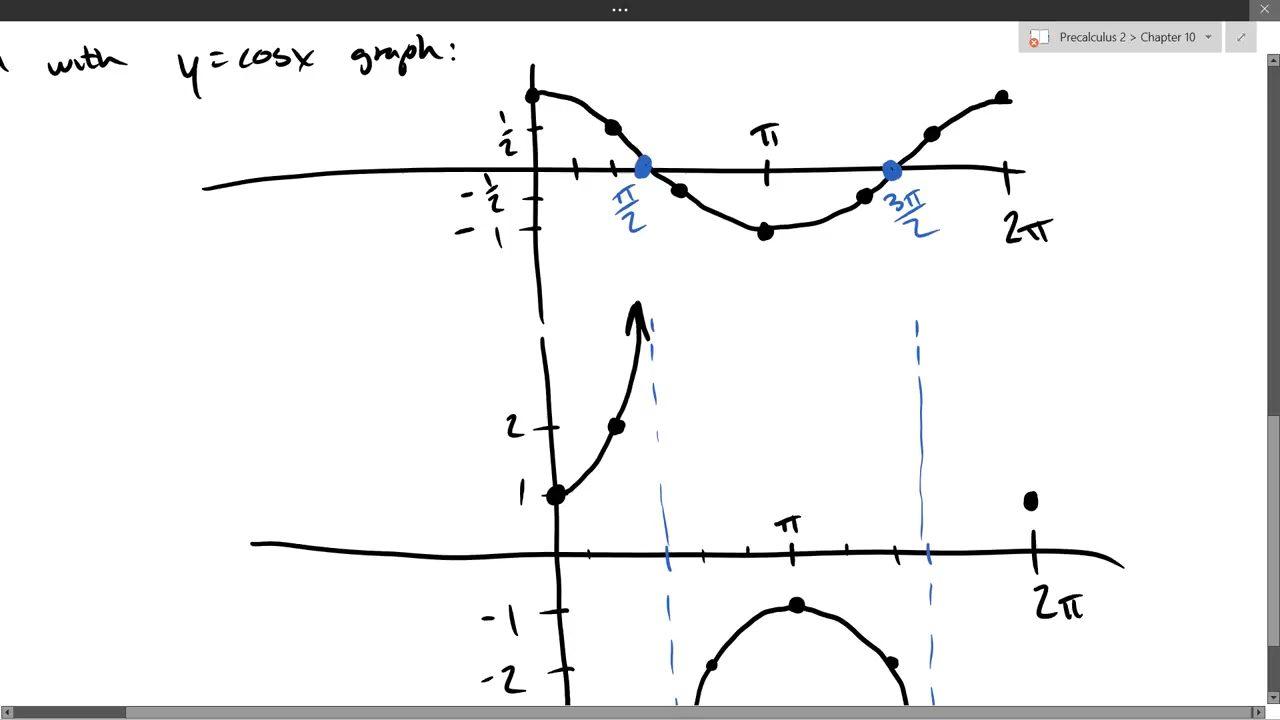 Precalculus 2 > Chapter 10
with y=cosx graph:
1/2
π
-1/2
π/2
3π/2
-1
2π
2
1
π
2π
-1
-2